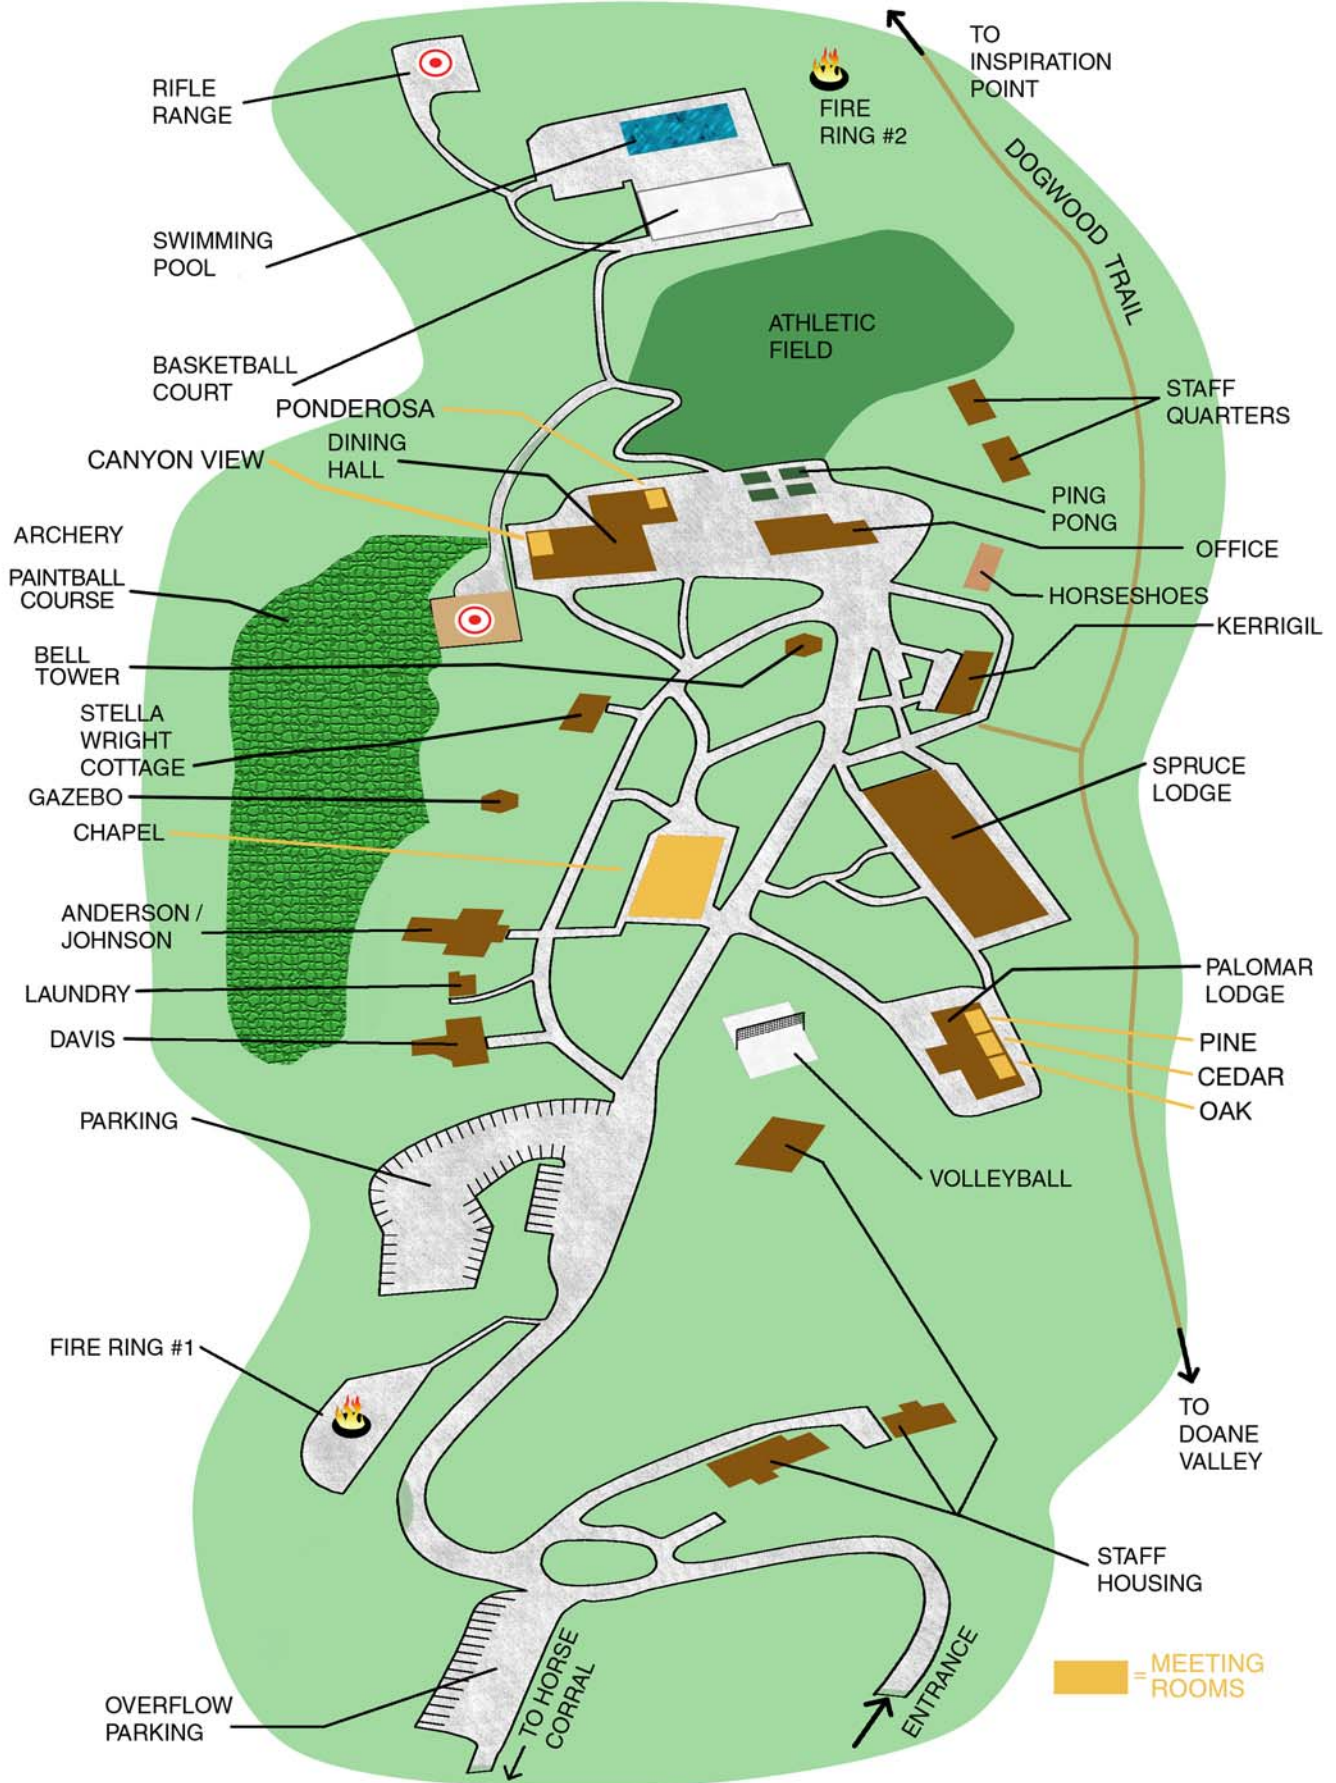 TO
INSPIRATION
POINT
FIRE
RING #2
RIFLE
RANGE
DOGWOOD TRAIL
SWIMMING
POOL
ATHLETIC
FIELD
BASKETBALL
COURT
STAFF
QUARTERS
PONDEROSA
DINING
HALL
CANYON VIEW
PING
PONG
ARCHERY
OFFICE
PAINTBALL
COURSE
HORSESHOES
KERRIGIL
BELL
TOWER
STELLA
WRIGHT
COTTAGE
SPRUCE
LODGE
GAZEBO
CHAPEL
ANDERSON /
JOHNSON
PALOMAR
LODGE
LAUNDRY
DAVIS
PINE
CEDAR
OAK
PARKING
VOLLEYBALL
FIRE RING #1
TO
DOANE
VALLEY
STAFF
HOUSING
TO HORSE
CORRAL
ENTRANCE
= MEETING
ROOMS
OVERFLOW
PARKING